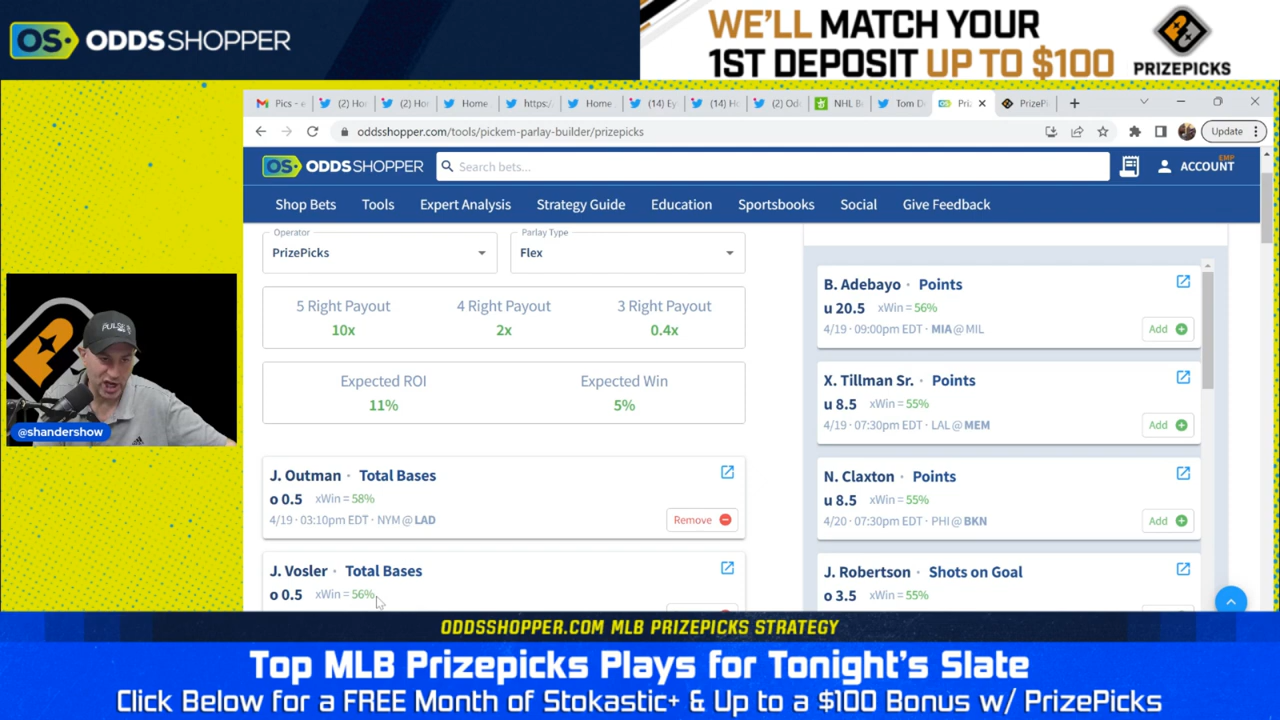 OS ODDSSHOPPER
WE'LL MATCH YOUR
1ST DEPOSIT UP TO $100
PRIZEPICKS
Pics - e
(2) Ho
(2) Ho
Home
https:/
Home
(14) Ey
(14) H
(2) Od
NHL B
Tom D
Pri
PrizeP
oddsshopper.com/tools/pickem-parlay-builder/prizepicks
Update
OS ODDSSHOPPER
Search bets...
EMP
ACCOUNT
Shop Bets Tools Expert Analysis Strategy Guide Education Sportsbooks Social Give Feedback
Operator
PrizePicks
Parlay Type
Flex
5 Right Payout 4 Right Payout 3 Right Payout
10x 2x 0.4x
Expected ROI Expected Win
11% 5%
J. Outman · Total Bases
o 0.5 xWin = 58%
4/19 · 03:10pm EDT · NYM @ LAD
Remove
J. Vosler · Total Bases
o 0.5 xWin = 56%
B. Adebayo · Points
u 20.5 xWin = 56%
4/19 · 09:00pm EDT · MIA @ MIL
Add
X. Tillman Sr. · Points
u 8.5 xWin = 55%
4/19 · 07:30pm EDT · LAL @ MEM
Add
N. Claxton · Points
u 8.5 xWin = 55%
4/20 · 07:30pm EDT · PHI @ BKN
Add
J. Robertson · Shots on Goal
o 3.5 xWin = 55%
PULSE
@shandershow
ODDSSHOPPER.COM MLB PRIZEPICKS STRATEGY
Top MLB Prizepicks Plays for Tonight's Slate
Click Below for a FREE Month of Stokastic+ & Up to a $100 Bonus w/ PrizePicks